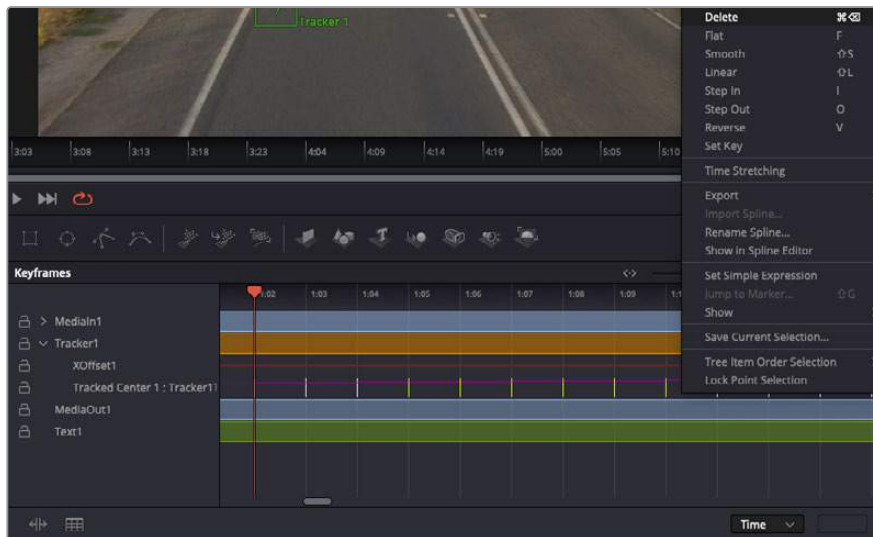 Tracker 1
Delete ⌘⌫
Flat F
Smooth ⇧S
Linear ⇧L
Step In I
Step Out O
Reverse V
Set Key
Time Stretching
Export
Import Spline...
Rename Spline...
Show in Spline Editor
Set Simple Expression
Jump to Marker... ⇧G
Show
Save Current Selection...
Tree Item Order Selection
Lock Point Selection
3:03 3:08 3:13 3:18 3:23 4:04 4:09 4:14 4:19 5:00 5:05 5:10
Keyframes
1:02 1:03 1:04 1:05 1:06 1:07 1:08 1:09
MediaIn1
Tracker1
XOffset1
Tracked Center 1 : Tracker1
MediaOut1
Text1
Time